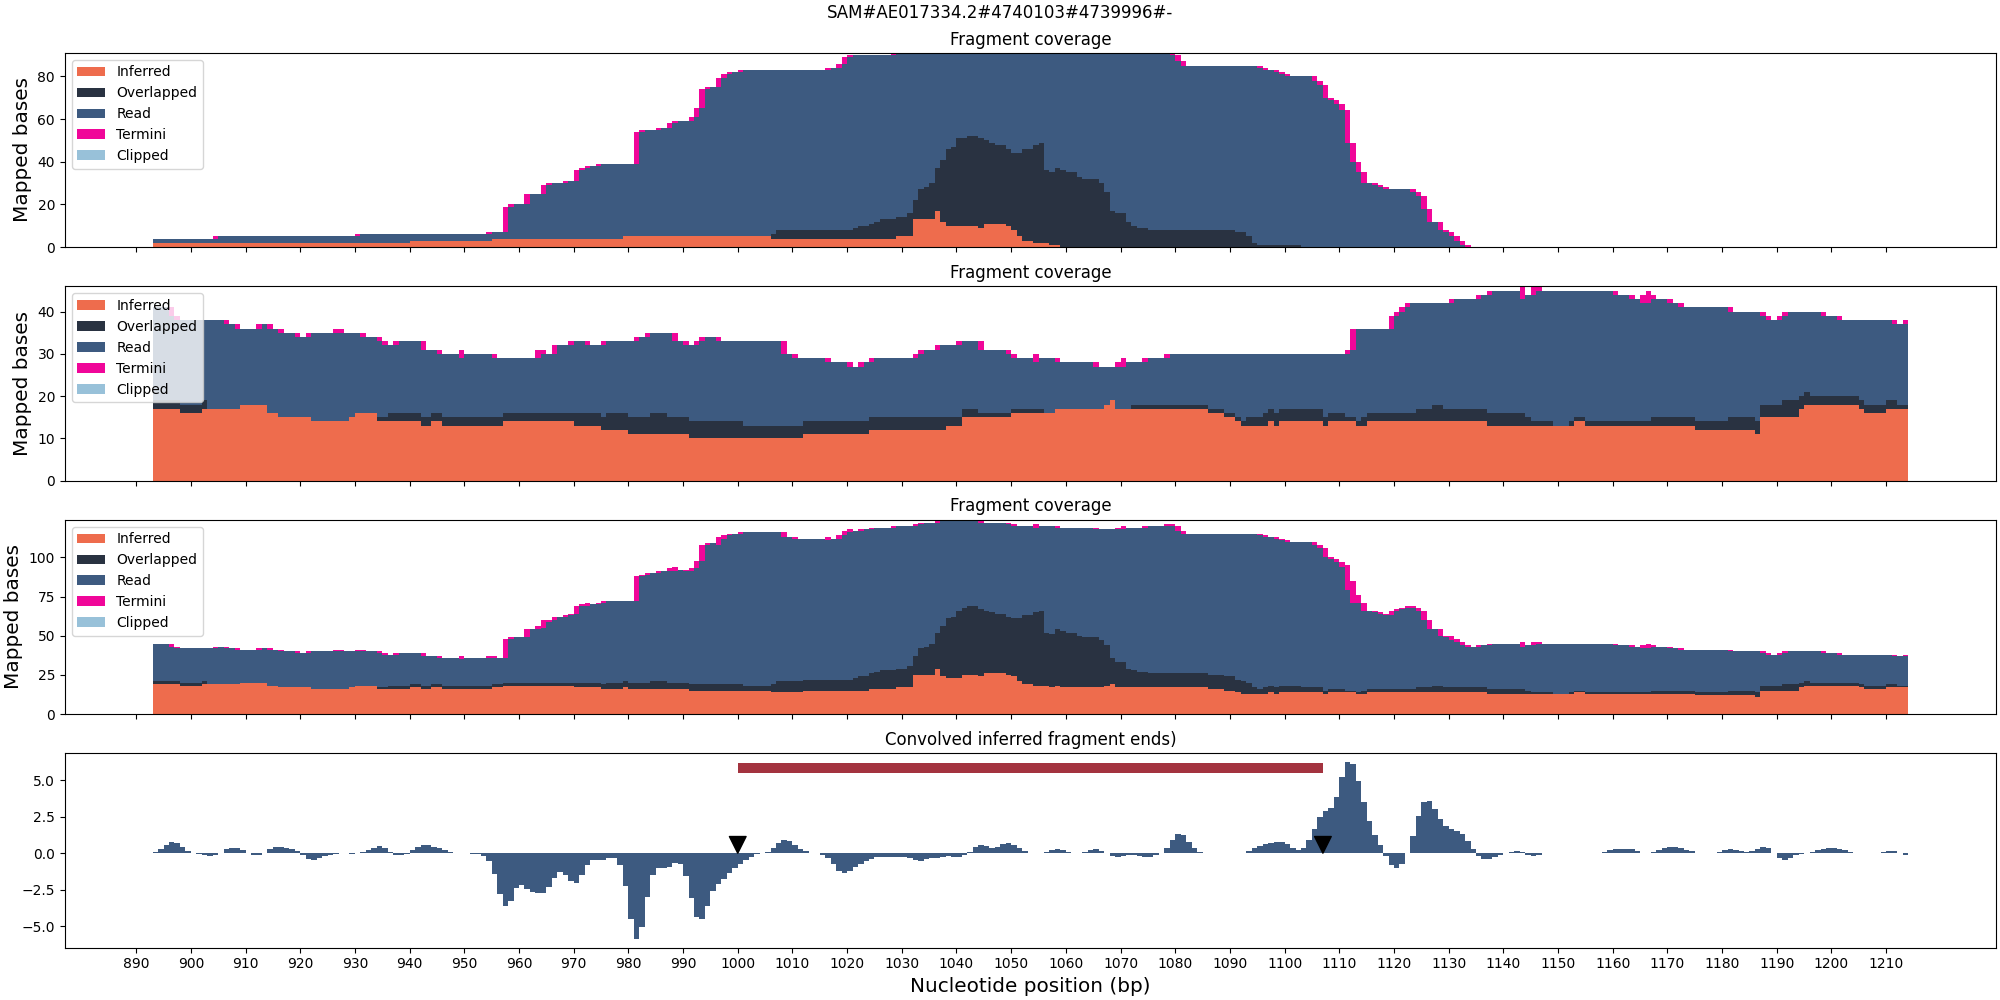 SAM#AE017334.2#4740103#4739996#-
Fragment coverage
Mapped bases
80
60
40
20
0
Inferred
Overlapped
Read
Termini
Clipped
Fragment coverage
Mapped bases
40
30
20
10
0
Inferred
Overlapped
Read
Termini
Clipped
Fragment coverage
Mapped bases
100
75
50
25
0
Inferred
Overlapped
Read
Termini
Clipped
Convolved inferred fragment ends)
5.0
2.5
0.0
−2.5
−5.0
890 900 910 920 930 940 950 960 970 980 990 1000 1010 1020 1030 1040 1050 1060 1070 1080 1090 1100 1110 1120 1130 1140 1150 1160 1170 1180 1190 1200 1210
Nucleotide position (bp)